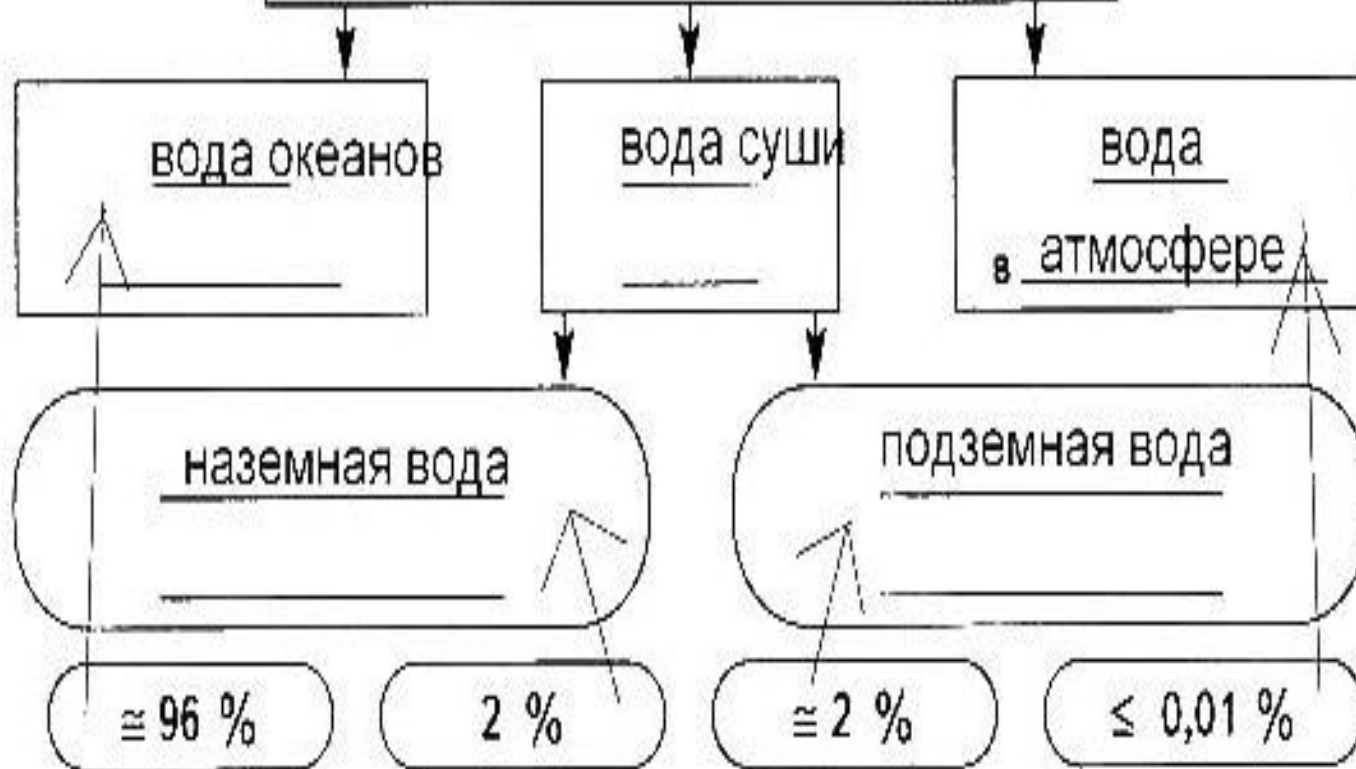 вода океанов
вода суши
вода
в атмосфере
наземная вода
подземная вода
≅ 96 %
2 %
≅ 2 %
≤ 0,01 %